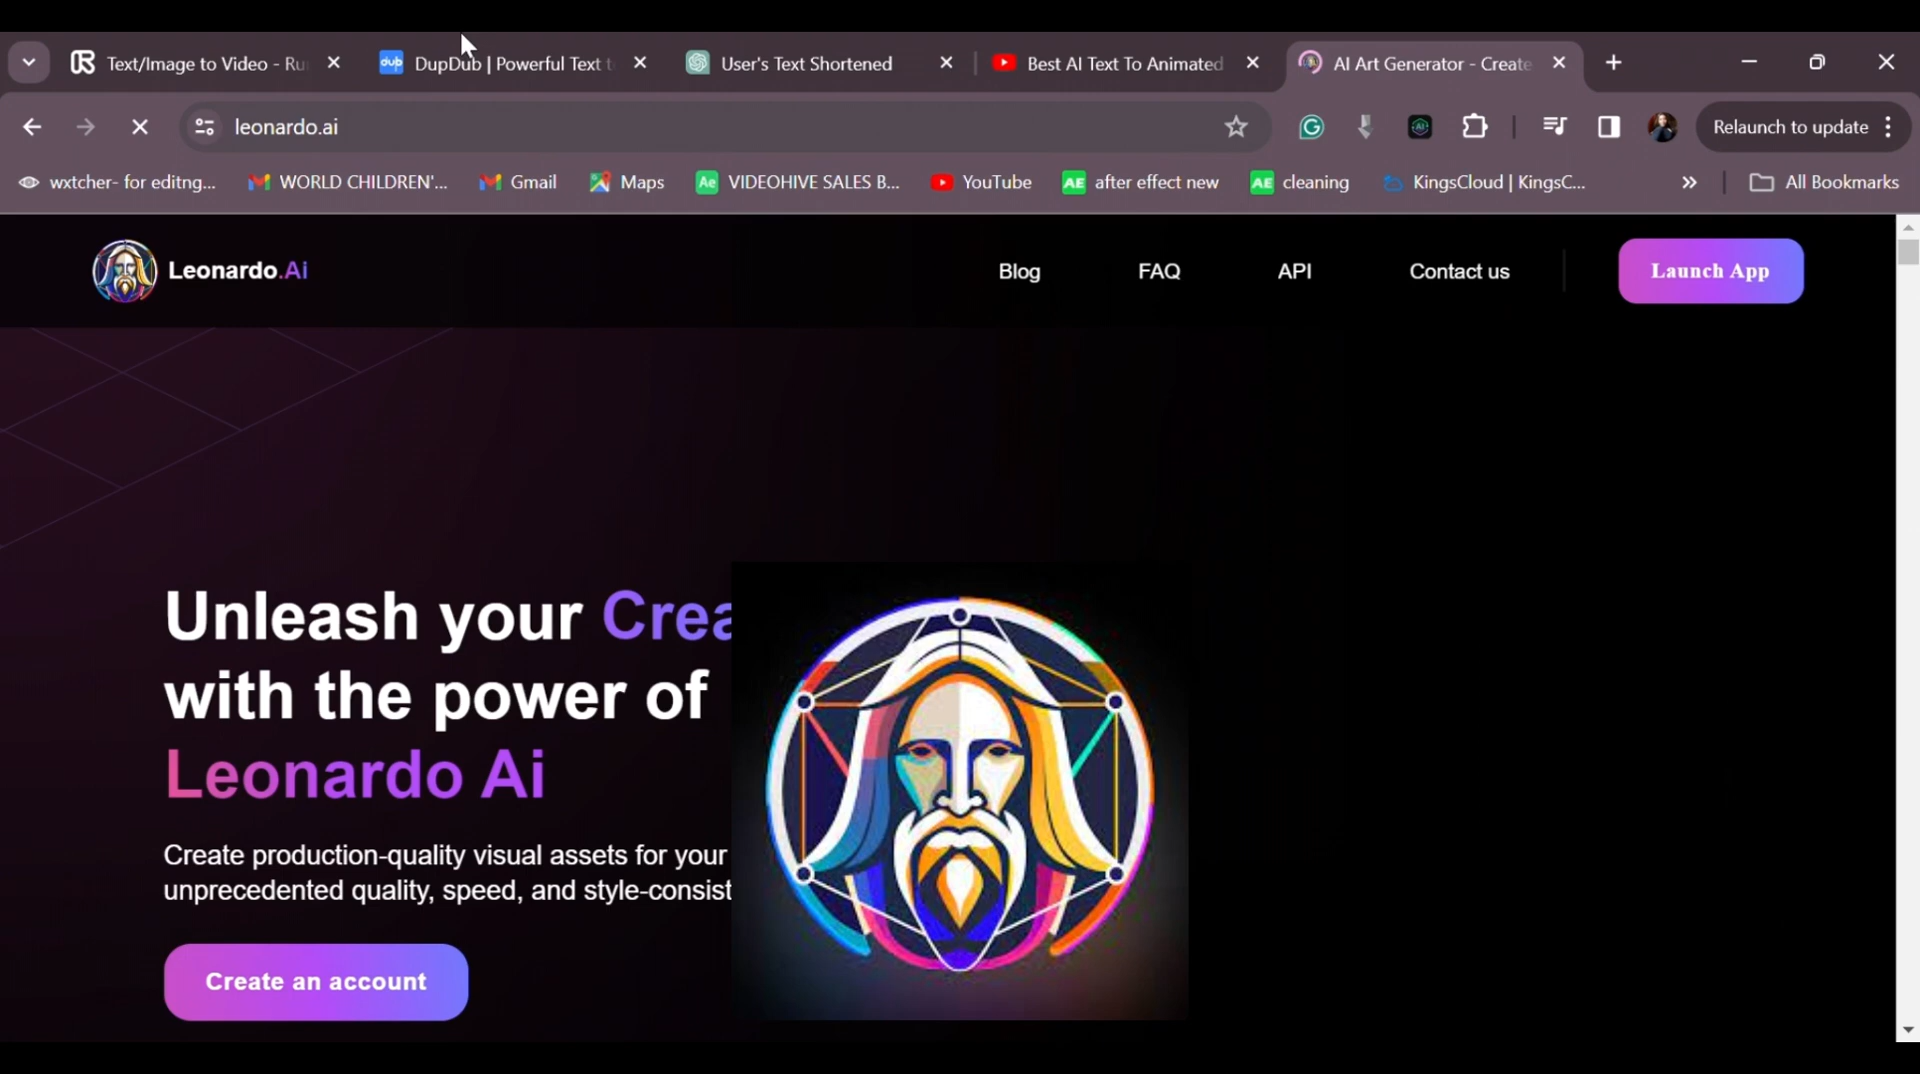 Text/Image to Video - Ru
dub DupDub | Powerful Text t
User's Text Shortened
Best AI Text To Animated
AI Art Generator - Create
leonardo.ai
Relaunch to update
wxtcher- for editng...
WORLD CHILDREN'...
Gmail
Maps
Ae VIDEOHIVE SALES B...
YouTube
AE after effect new
AE cleaning
KingsCloud | KingsC...
All Bookmarks
Leonardo.Ai
Blog
FAQ
API
Contact us
Launch App
Unleash your Crea
with the power of
Leonardo Ai
Create production-quality visual assets for your
unprecedented quality, speed, and style-consist
Create an account